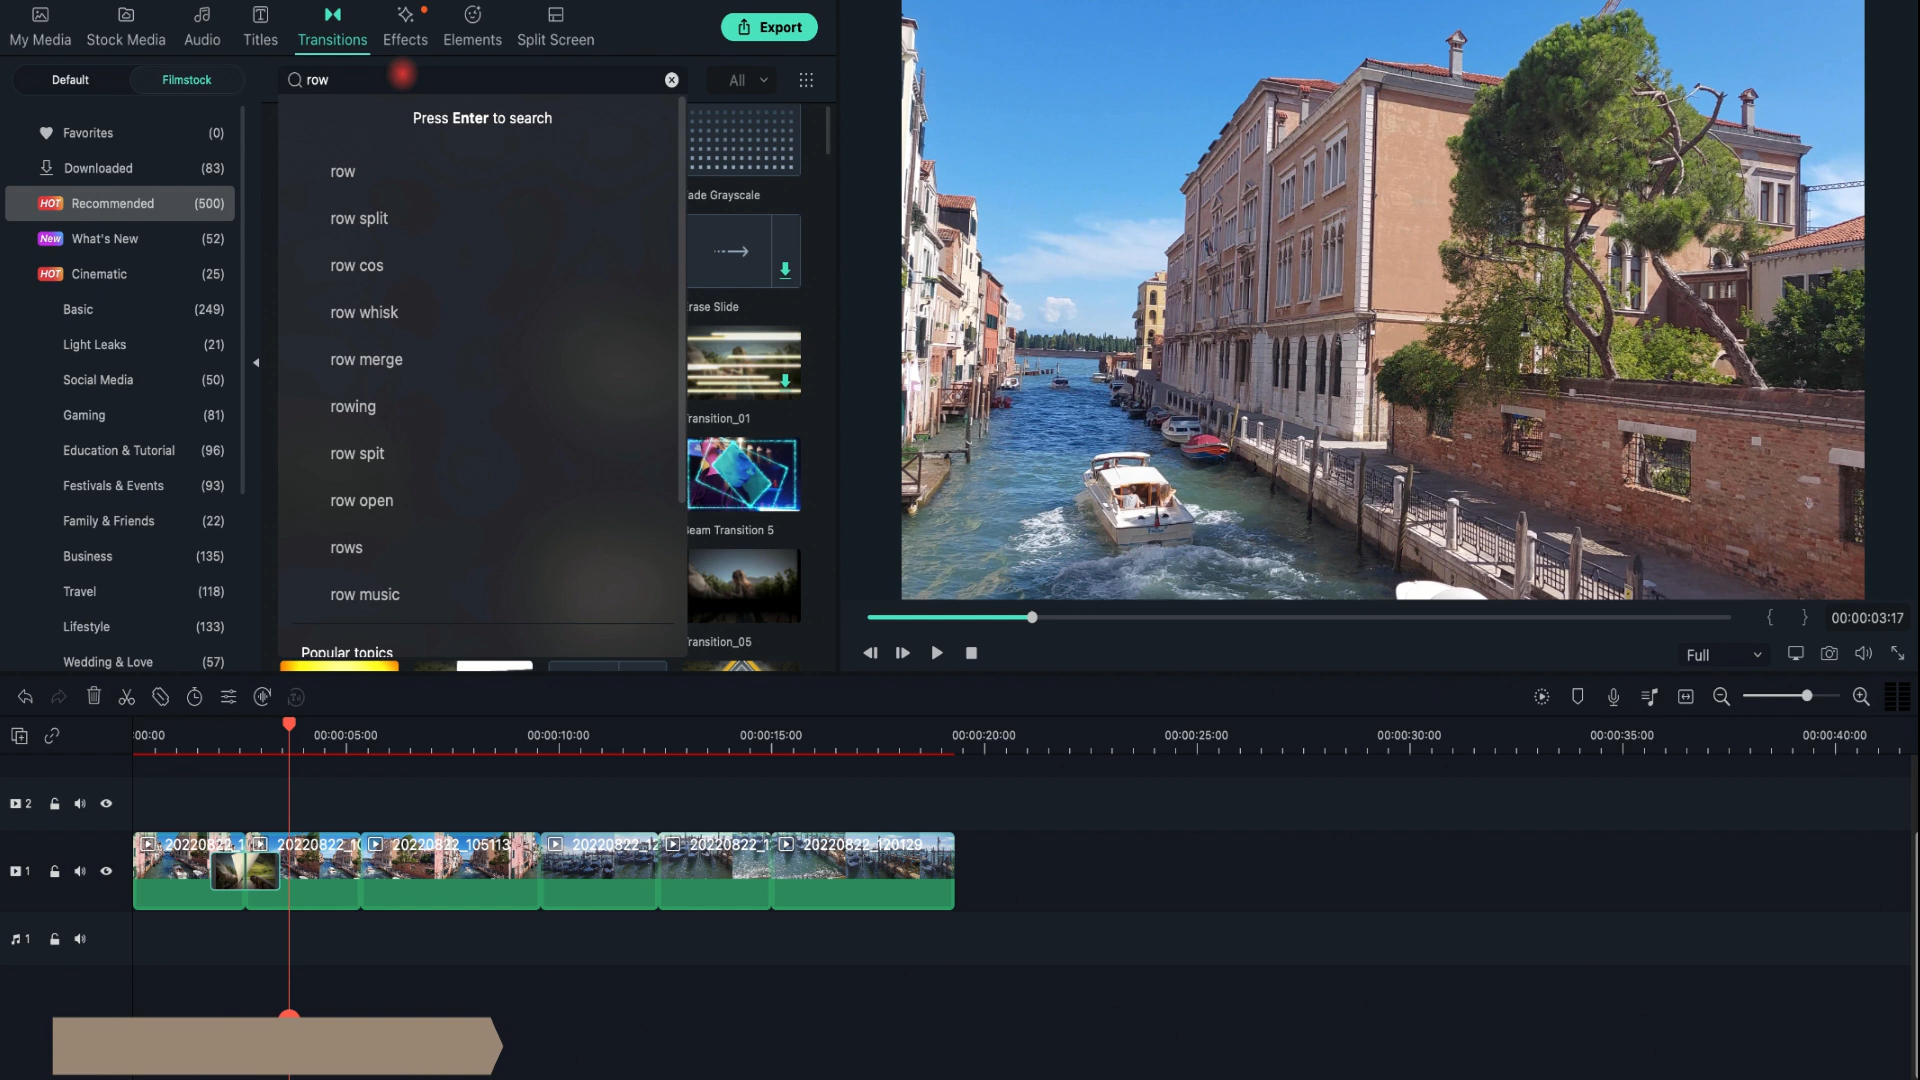 My Media Stock Media Audio Titles Transitions Effects Elements Split Screen
Export
Default Filmstock
row
All
Favorites (0)
Downloaded (83)
HOT Recommended (500)
New What's New (52)
HOT Cinematic (25)
Basic (249)
Light Leaks (21)
Social Media (50)
Gaming (81)
Education & Tutorial (96)
Festivals & Events (93)
Family & Friends (22)
Business (135)
Travel (118)
Lifestyle (133)
Wedding & Love (57)
Press Enter to search
row
row split
row cos
row whisk
row merge
rowing
row spit
row open
rows
row music
Popular topics
ade Grayscale
rase Slide
ransition_01
Beam Transition 5
ransition_05
{ } 00:00:03:17
Full
:00:00 00:00:05:00 00:00:10:00 00:00:15:00 00:00:20:00 00:00:25:00 00:00:30:00 00:00:35:00 00:00:40:00
2
20220822_1 20220822_10 20220822_105113 20220822_12 20220822_1 20220822_120129
1
1